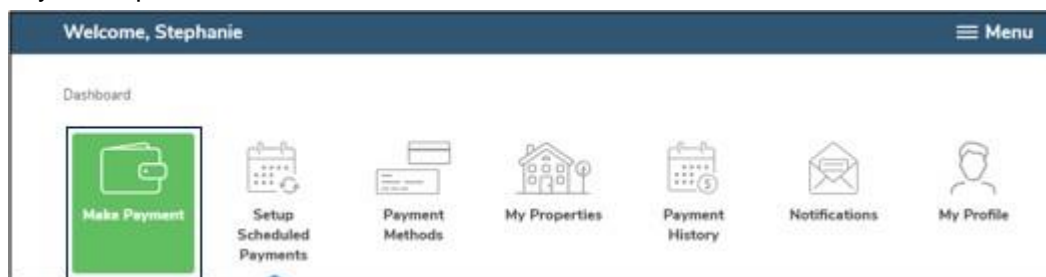 Welcome, Stephanie
Menu
Dashboard
Make Payment
Setup
Scheduled
Payments
Payment
Methods
My Properties
Payment
History
Notifications
My Profile